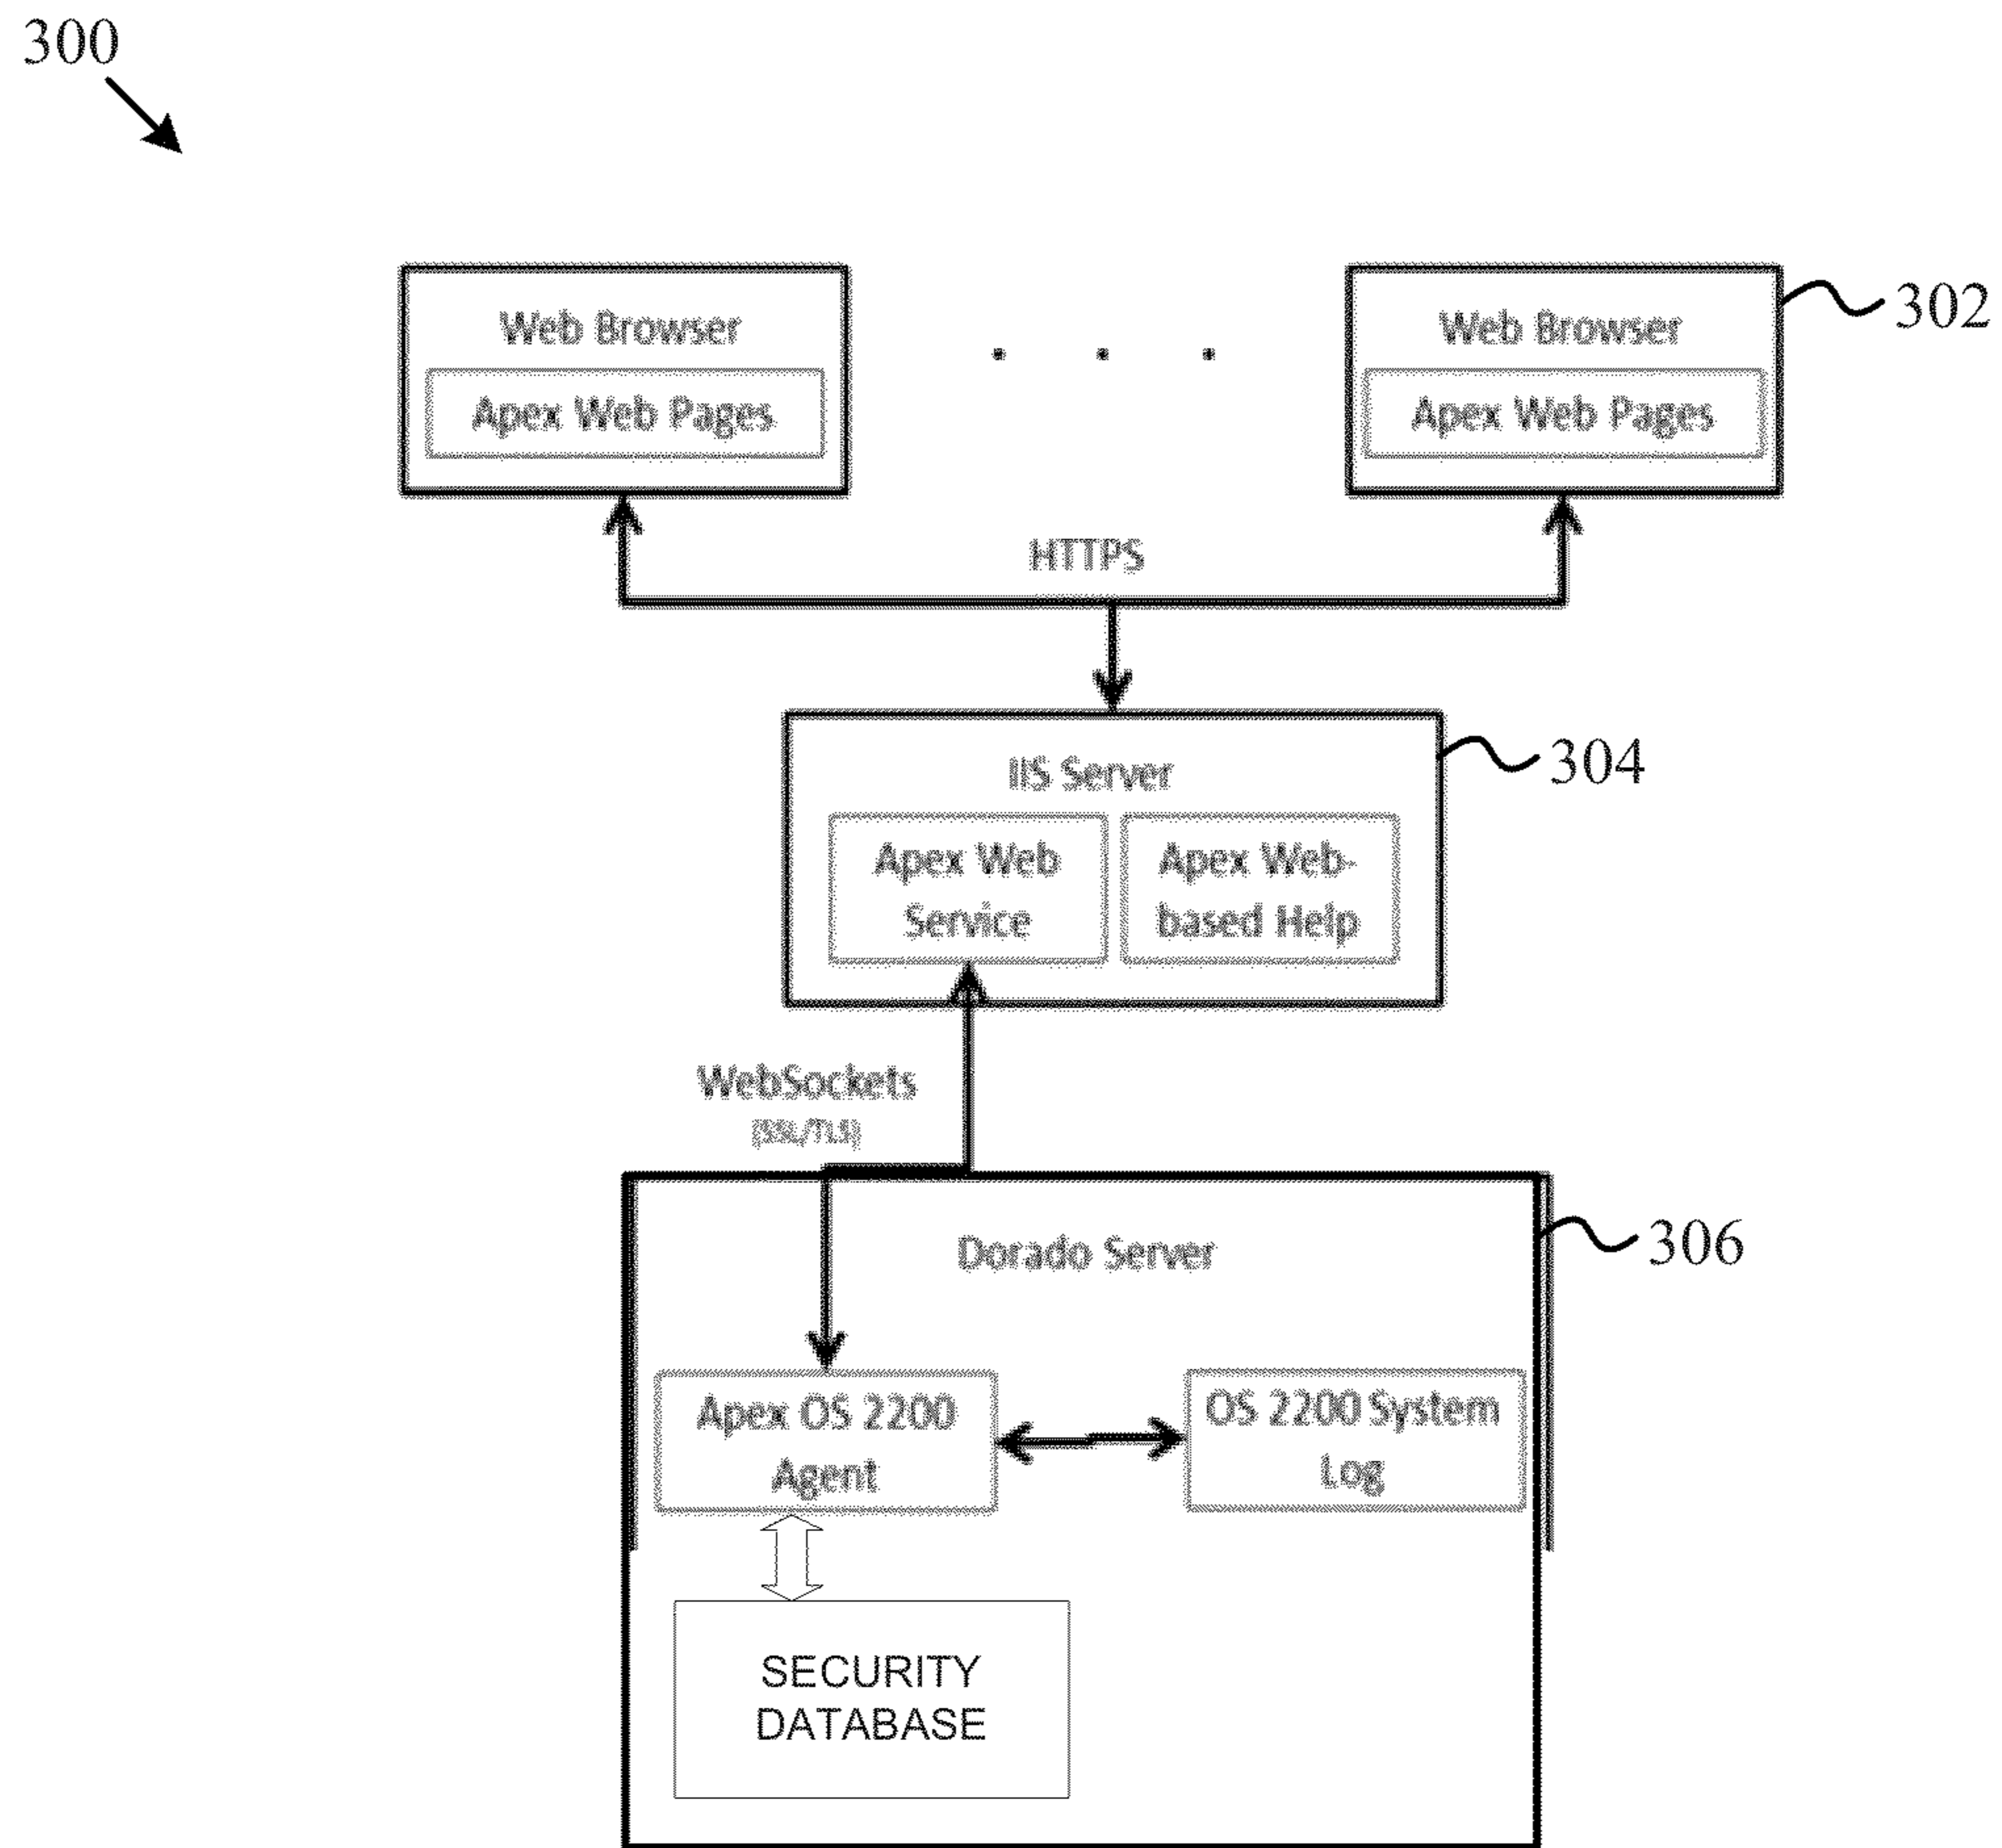 300
Web Browser
Apex Web Pages
. . .
Web Browser
Apex Web Pages
302
HTTPS
IIS Server
304
Apex Web
Service
Apex Web-
based Help
WebSockets
(SSL/TLS)
Dorado Server
306
Apex OS 2200
Agent
OS 2200 System
Log
SECURITY
DATABASE